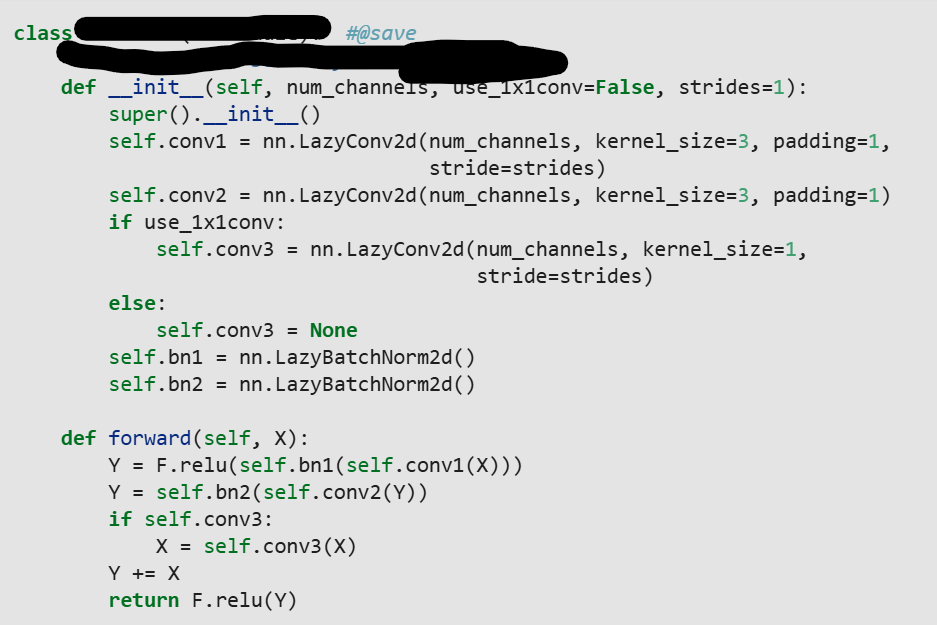 class #@save
    def __init__(self, num_channels, use_1x1conv=False, strides=1):
        super().__init__()
        self.conv1 = nn.LazyConv2d(num_channels, kernel_size=3, padding=1,
                                   stride=strides)
        self.conv2 = nn.LazyConv2d(num_channels, kernel_size=3, padding=1)
        if use_1x1conv:
            self.conv3 = nn.LazyConv2d(num_channels, kernel_size=1,
                                       stride=strides)
        else:
            self.conv3 = None
        self.bn1 = nn.LazyBatchNorm2d()
        self.bn2 = nn.LazyBatchNorm2d()

    def forward(self, X):
        Y = F.relu(self.bn1(self.conv1(X)))
        Y = self.bn2(self.conv2(Y))
        if self.conv3:
            X = self.conv3(X)
        Y += X
        return F.relu(Y)